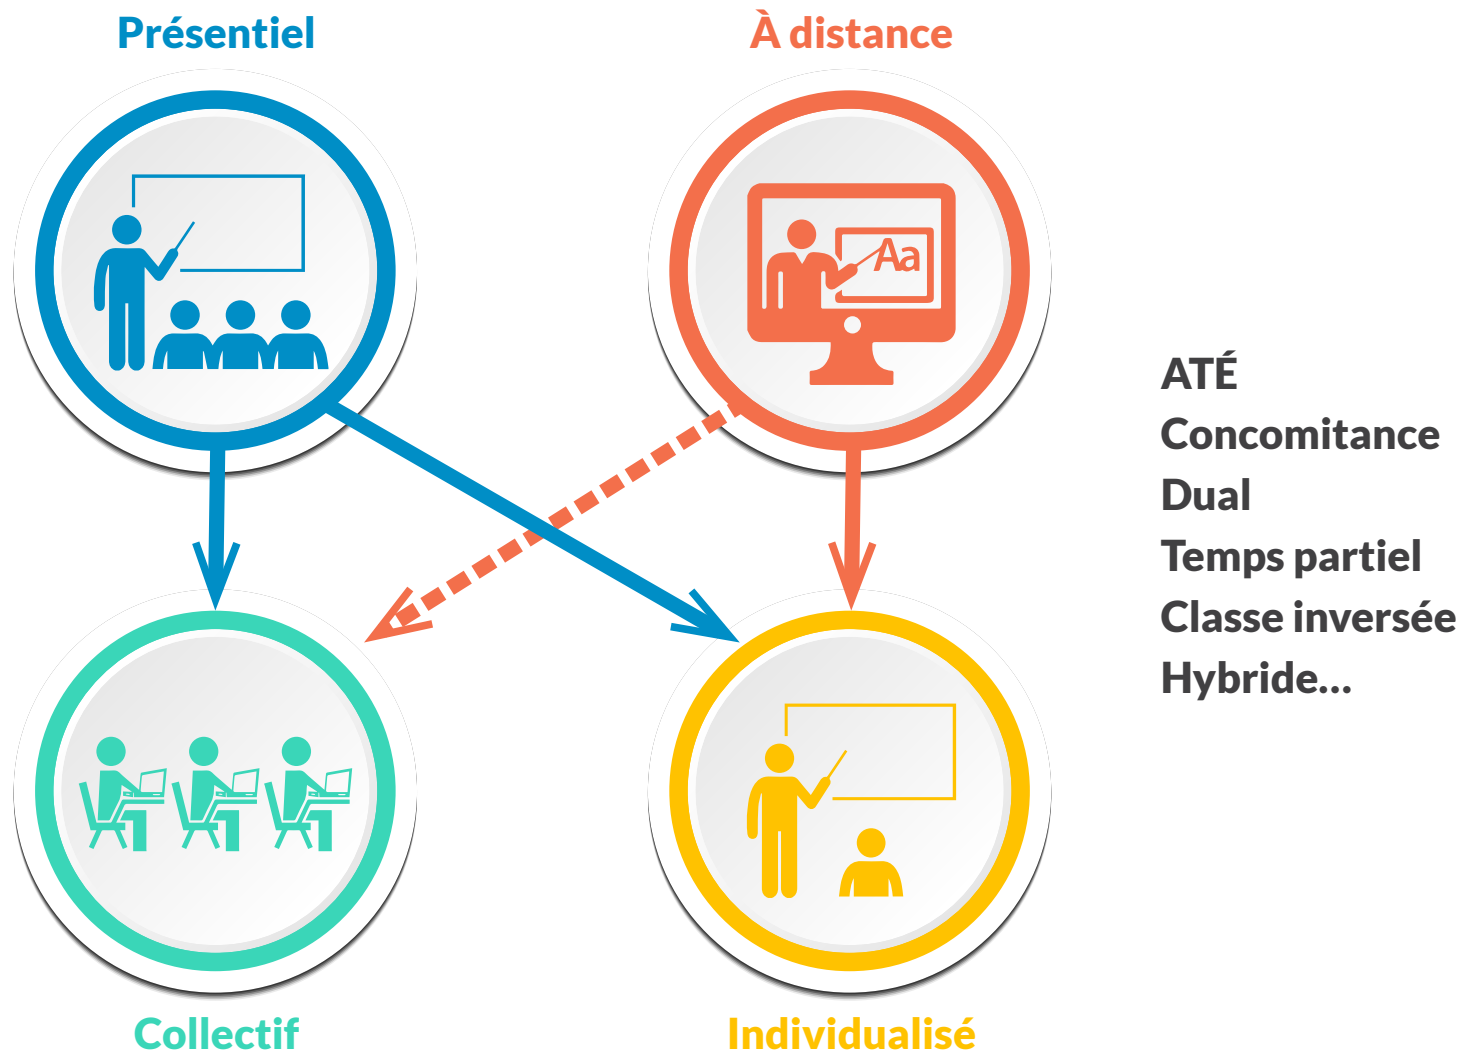 Présentiel
À distance
Aa
ATÉ
Concomitance
Dual
Temps partiel
Classe inversée
Hybride...
Collectif
Individualisé